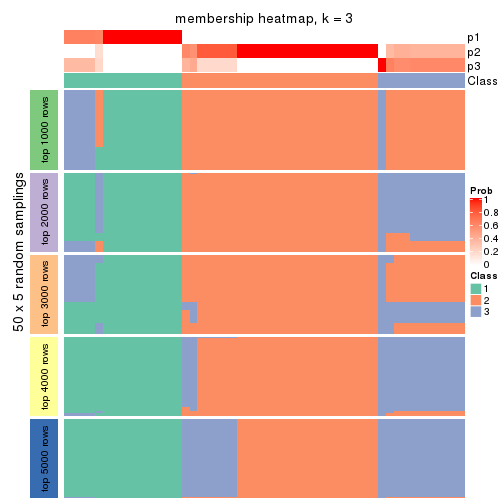 membership heatmap, k = 3
p1
p2
p3
Class
50 x 5 random samplings
top 1000 rows
top 2000 rows
top 3000 rows
top 4000 rows
top 5000 rows
Prob
1
0.8
0.6
0.4
0.2
0
Class
1
2
3